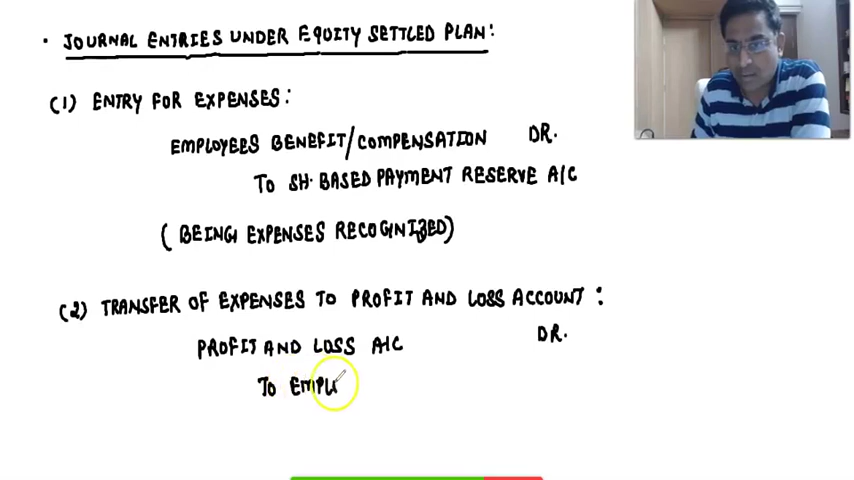 • JOURNAL ENTRIES UNDER EQUITY SETTLED PLAN:
(1) ENTRY FOR EXPENSES:
EMPLOYEES BENEFIT/COMPENSATION DR.
TO SH. BASED PAYMENT RESERVE A/C
(BEING EXPENSES RECOGNIZED)
(2) TRANSFER OF EXPENSES TO PROFIT AND LOSS ACCOUNT:
PROFIT AND LOSS A/C DR.
TO EMPL